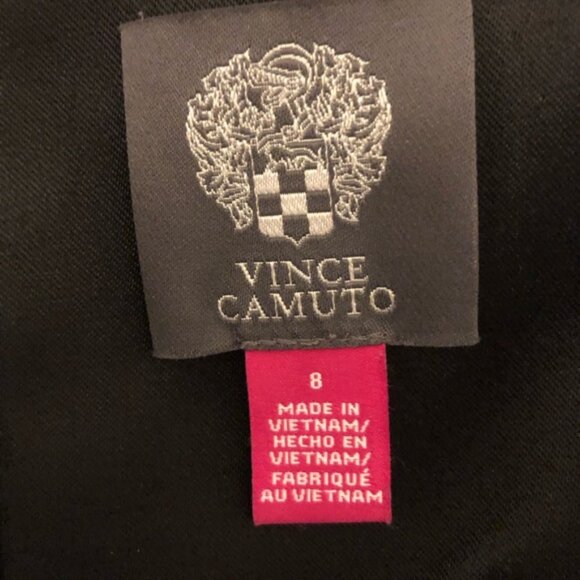 VINCE
CAMUTO
8
MADE IN
VIETNAM/
HECHO EN
VIETNAM/
FABRIQUÉ
AU VIETNAM